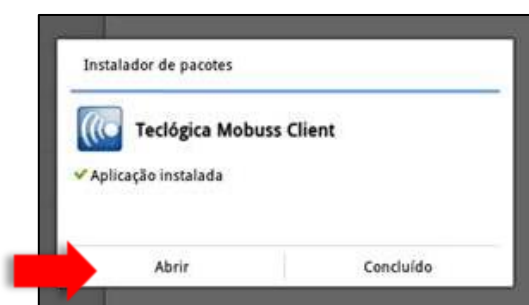 Instalador de pacotes
Teclógica Mobuss Client
Aplicação instalada
Abrir Concluído